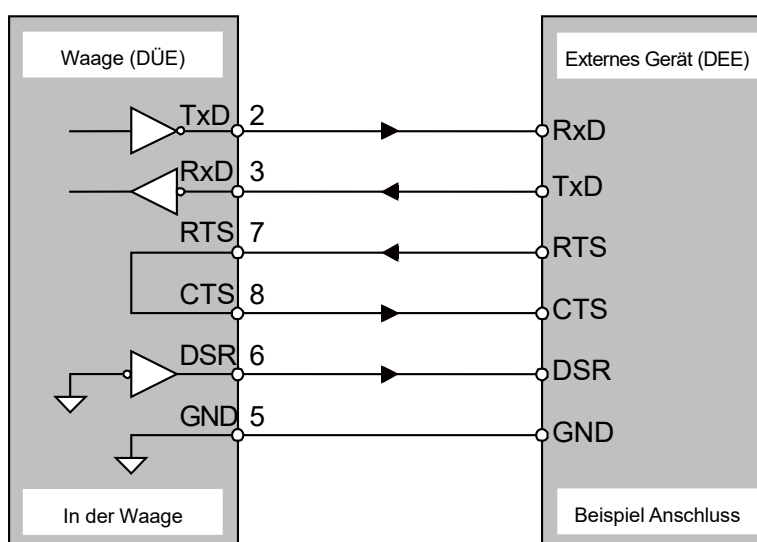 Waage (DÜE) Externes Gerät (DEE)
TxD 2 RxD
RxD 3 TxD
RTS 7 RTS
CTS 8 CTS
DSR 6 DSR
GND 5 GND
In der Waage Beispiel Anschluss